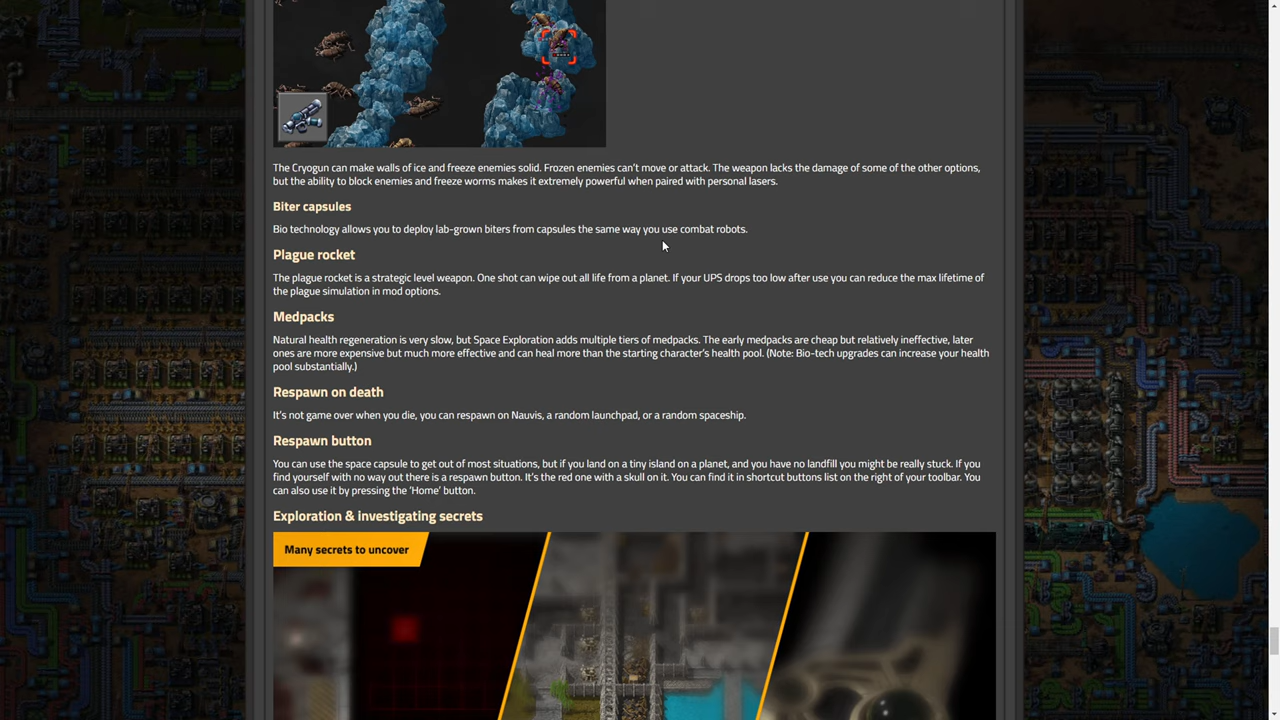 The Cryogun can make walls of ice and freeze enemies solid. Frozen enemies can't move or attack. The weapon lacks the damage of some of the other options,
but the ability to block enemies and freeze worms makes it extremely powerful when paired with personal lasers.
Biter capsules
Bio technology allows you to deploy lab-grown biters from capsules the same way you use combat robots.
Plague rocket
The plague rocket is a strategic level weapon. One shot can wipe out all life from a planet. If your UPS drops too low after use you can reduce the max lifetime of
the plague simulation in mod options.
Medpacks
Natural health regeneration is very slow, but Space Exploration adds multiple tiers of medpacks. The early medpacks are cheap but relatively ineffective, later
ones are more expensive but much more effective and can heal more than the starting character's health pool. (Note: Bio-tech upgrades can increase your health
pool substantially.)
Respawn on death
It's not game over when you die, you can respawn on Nauvis, a random launchpad, or a random spaceship.
Respawn button
You can use the space capsule to get out of most situations, but if you land on a tiny island on a planet, and you have no landfill you might be really stuck. If you
find yourself with no way out there is a respawn button. It's the red one with a skull on it. You can find it in shortcut buttons list on the right of your toolbar. You
can also use it by pressing the 'Home' button.
Exploration & investigating secrets
Many secrets to uncover